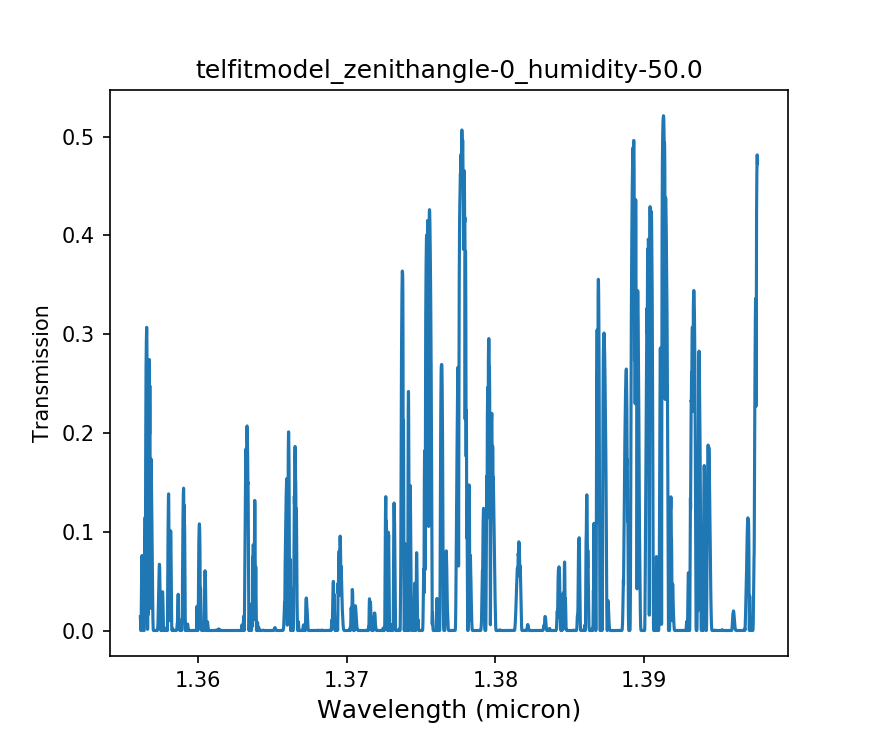 telfitmodel_zenithangle-0_humidity-50.0
Transmission
0.5
0.4
0.3
0.2
0.1
0.0
1.36 1.37 1.38 1.39
Wavelength (micron)